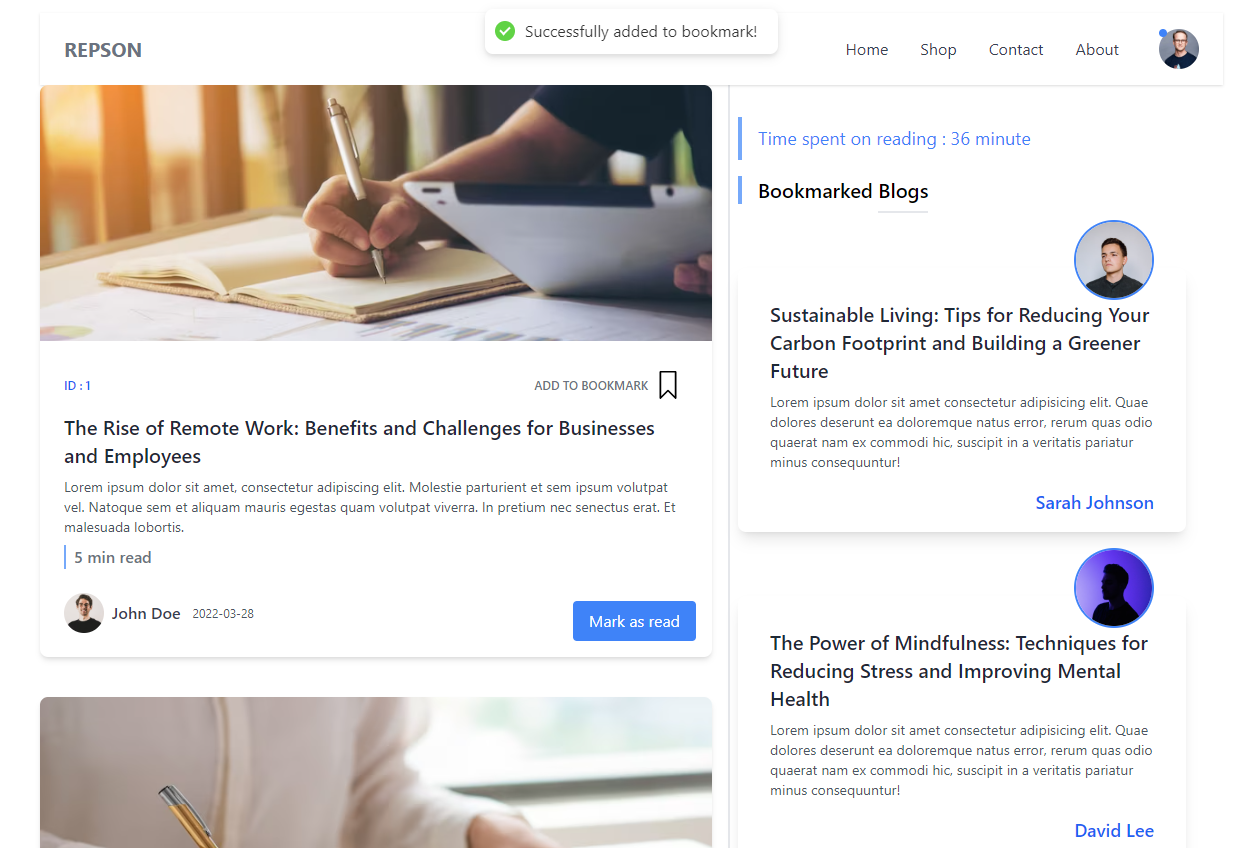 REPSON
Successfully added to bookmark!
Home Shop Contact About
ID : 1
ADD TO BOOKMARK
The Rise of Remote Work: Benefits and Challenges for Businesses
and Employees
Lorem ipsum dolor sit amet, consectetur adipiscing elit. Molestie parturient et sem ipsum volutpat
vel. Natoque sem et aliquam mauris egestas quam volutpat viverra. In pretium nec senectus erat. Et
malesuada lobortis.
5 min read
John Doe 2022-03-28
Mark as read
Time spent on reading : 36 minute
Bookmarked Blogs
Sustainable Living: Tips for Reducing Your
Carbon Footprint and Building a Greener
Future
Lorem ipsum dolor sit amet consectetur adipisicing elit. Quae
dolores deserunt ea doloremque natus error, rerum quas odio
quaerat nam ex commodi hic, suscipit in a veritatis pariatur
minus consequuntur!
Sarah Johnson
The Power of Mindfulness: Techniques for
Reducing Stress and Improving Mental
Health
Lorem ipsum dolor sit amet consectetur adipisicing elit. Quae
dolores deserunt ea doloremque natus error, rerum quas odio
quaerat nam ex commodi hic, suscipit in a veritatis pariatur
minus consequuntur!
David Lee